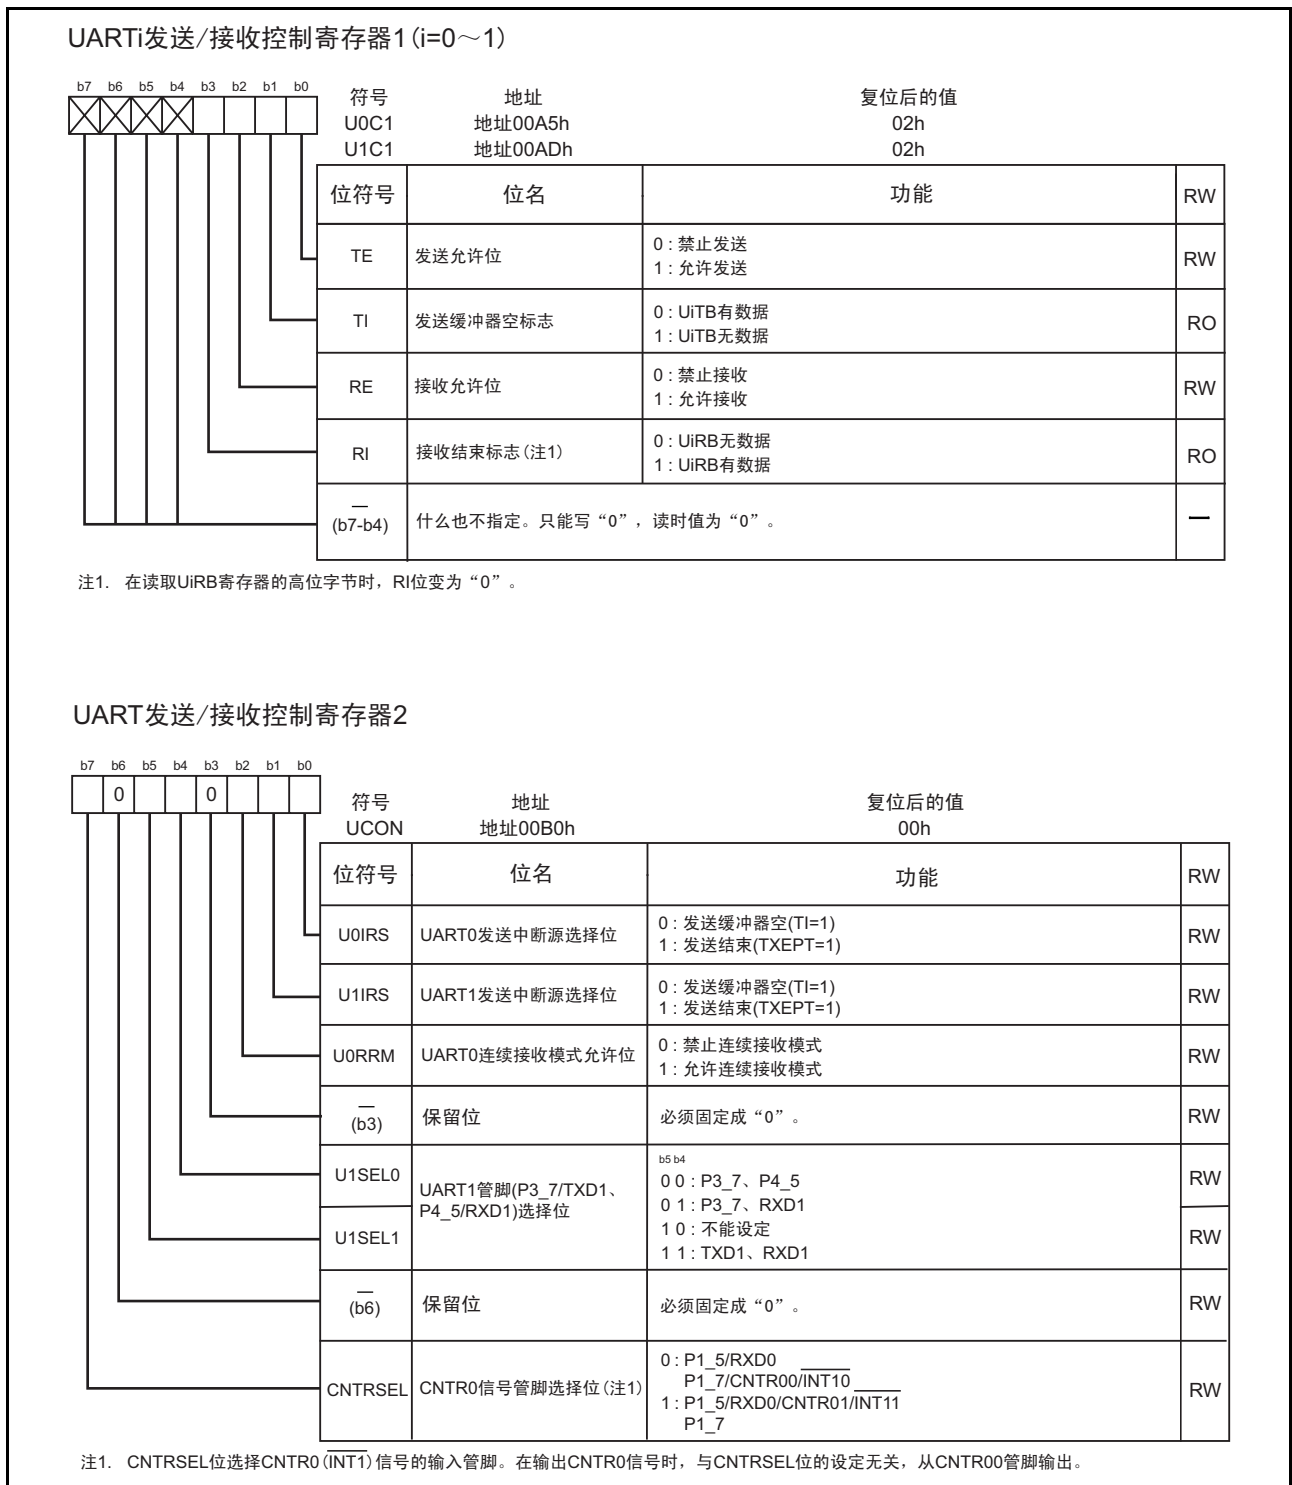 UARTi发送/接收控制寄存器1(i=0～1)
b7 b6 b5 b4 b3 b2 b1 b0
符号 地址 复位后的值
U0C1 地址00A5h 02h
U1C1 地址00ADh 02h
位符号 位名 功能 RW
TE 发送允许位 0 : 禁止发送 RW
1 : 允许发送
TI 发送缓冲器空标志 0 : UiTB有数据 RO
1 : UiTB无数据
RE 接收允许位 0 : 禁止接收 RW
1 : 允许接收
RI 接收结束标志(注1) 0 : UiRB无数据 RO
1 : UiRB有数据
—
(b7-b4) 什么也不指定。只能写“0”，读时值为“0”。 —
注1. 在读取UiRB寄存器的高位字节时，RI位变为“0”。
UART发送/接收控制寄存器2
b7 b6 b5 b4 b3 b2 b1 b0
0 0
符号 地址 复位后的值
UCON 地址00B0h 00h
位符号 位名 功能 RW
U0IRS UART0发送中断源选择位 0 : 发送缓冲器空(TI=1) RW
1 : 发送结束(TXEPT=1)
U1IRS UART1发送中断源选择位 0 : 发送缓冲器空(TI=1) RW
1 : 发送结束(TXEPT=1)
U0RRM UART0连续接收模式允许位 0 : 禁止连续接收模式 RW
1 : 允许连续接收模式
—
(b3) 保留位 必须固定成“0”。 RW
U1SEL0 UART1管脚(P3_7/TXD1、 b5 b4 RW
P4_5/RXD1)选择位 0 0 : P3_7、P4_5
0 1 : P3_7、RXD1
U1SEL1 1 0 : 不能设定 RW
1 1 : TXD1、RXD1
—
(b6) 保留位 必须固定成“0”。 RW
CNTRSEL CNTR0信号管脚选择位(注1) 0 : P1_5/RXD0 RW
P1_7/CNTR00/INT10
1 : P1_5/RXD0/CNTR01/INT11
P1_7
注1. CNTRSEL位选择CNTR0(INT1)信号的输入管脚。在输出CNTR0信号时，与CNTRSEL位的设定无关，从CNTR00管脚输出。